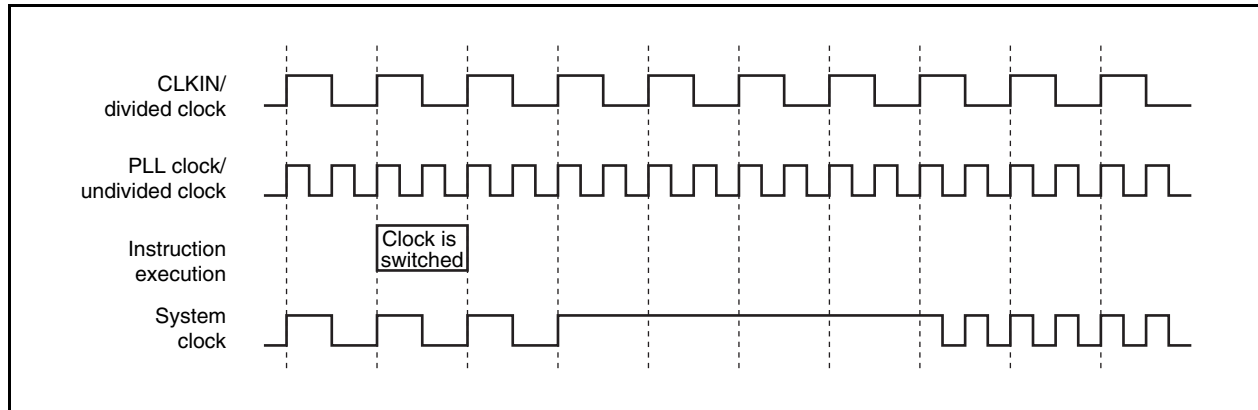 CLKIN/
divided clock
PLL clock/
undivided clock
Instruction
execution
Clock is
switched
System
clock